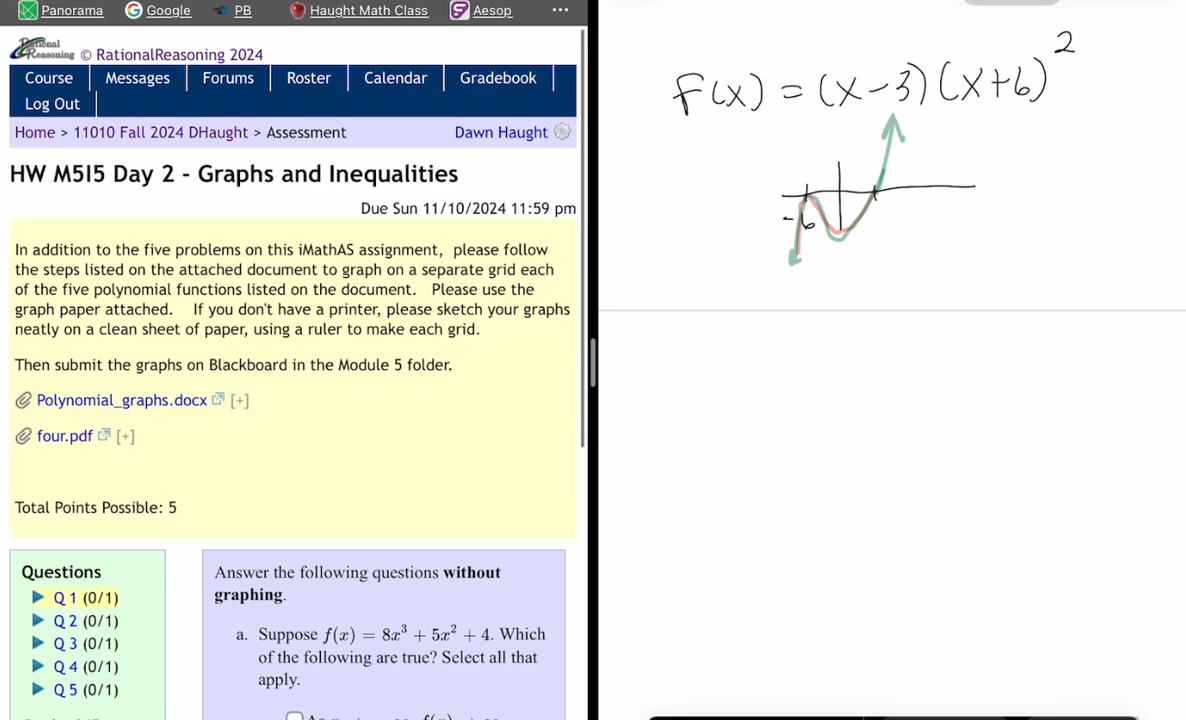 Panorama Google PB Haught Math Class Aesop ...
Rational Reasoning © RationalReasoning 2024
Course Messages Forums Roster Calendar Gradebook
Log Out
Home > 11010 Fall 2024 DHaught > Assessment Dawn Haught
HW M5I5 Day 2 - Graphs and Inequalities
Due Sun 11/10/2024 11:59 pm
In addition to the five problems on this iMathAS assignment, please follow
the steps listed on the attached document to graph on a separate grid each
of the five polynomial functions listed on the document. Please use the
graph paper attached. If you don't have a printer, please sketch your graphs
neatly on a clean sheet of paper, using a ruler to make each grid.
Then submit the graphs on Blackboard in the Module 5 folder.
Polynomial_graphs.docx [+]
four.pdf [+]
Total Points Possible: 5
Questions
Q 1 (0/1)
Q 2 (0/1)
Q 3 (0/1)
Q 4 (0/1)
Q 5 (0/1)
Answer the following questions without
graphing.
a. Suppose f(x) = 8x³ + 5x² + 4. Which
of the following are true? Select all that
apply.
f(x) = (x-3)(x+6)²
-6